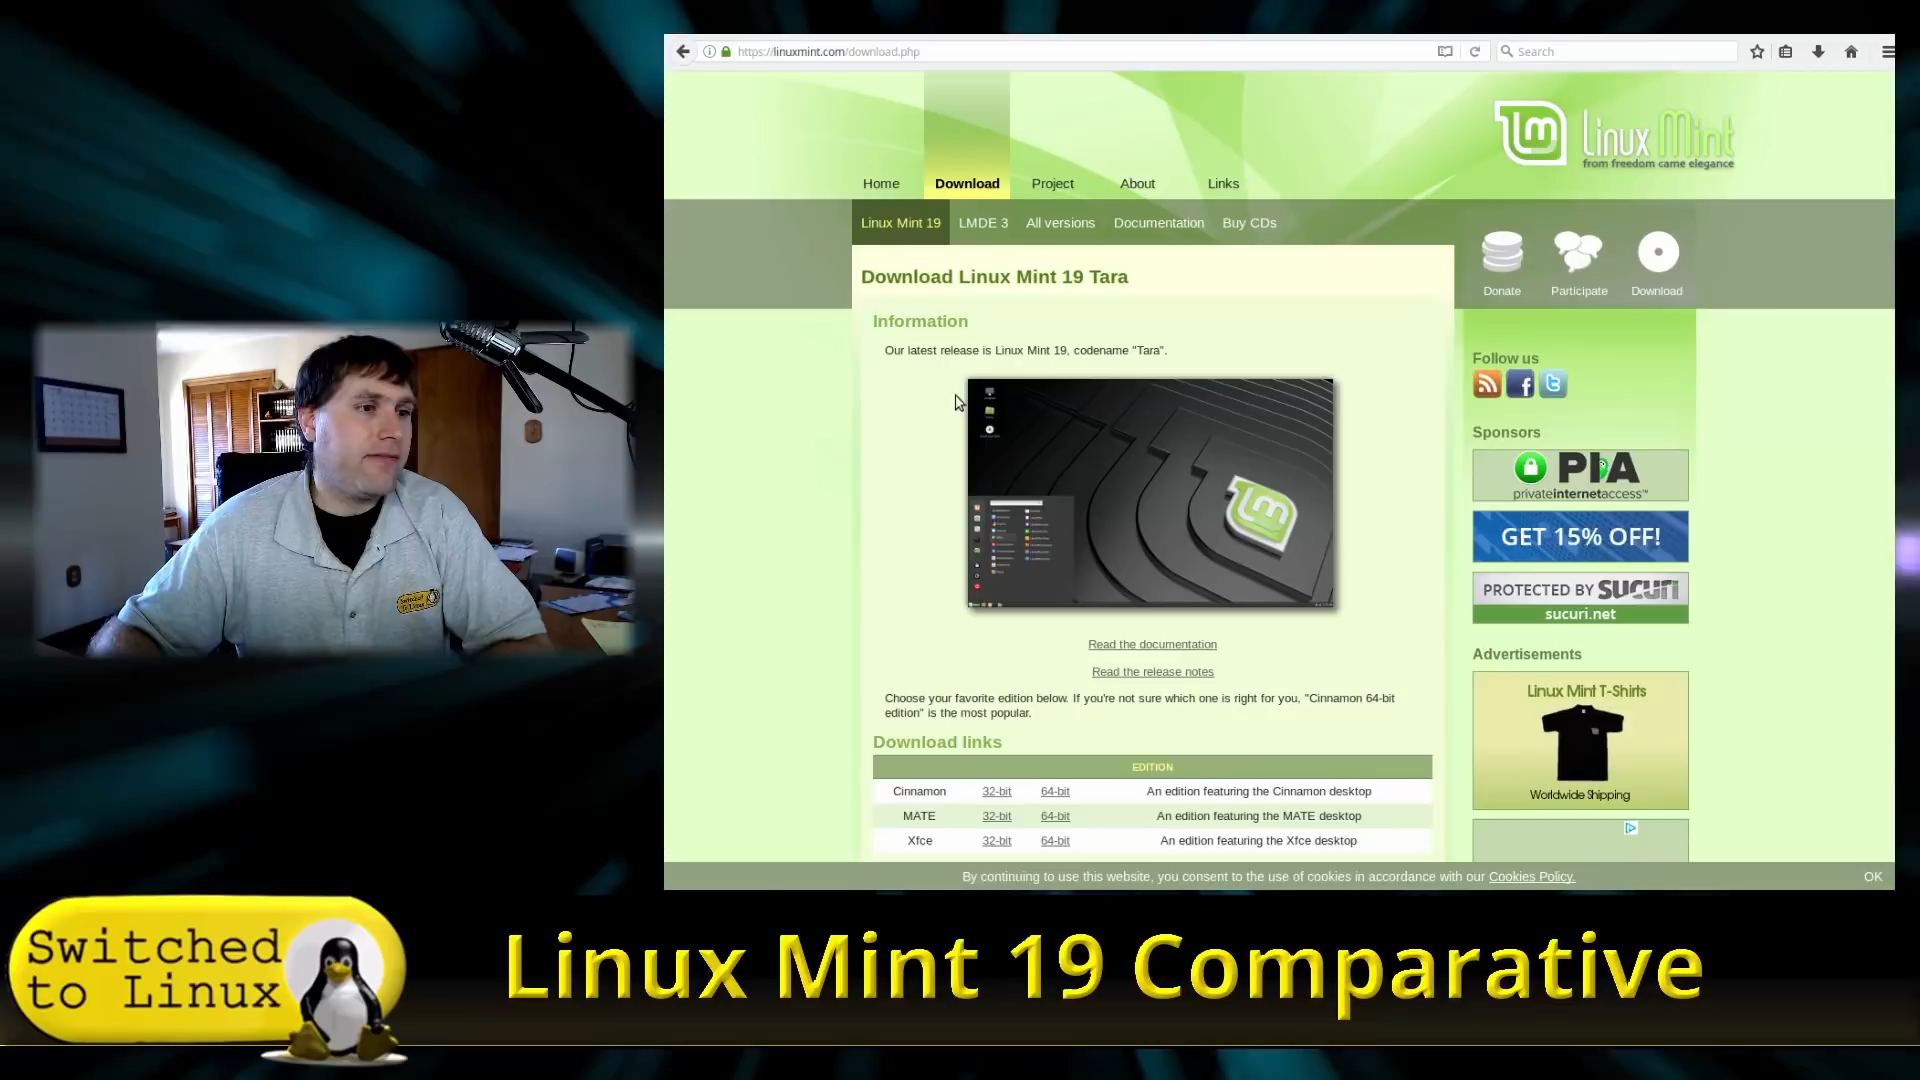 https://linuxmint.com/download.php
Search
Linux Mint
from freedom came elegance
Home
Download
Project
About
Links
Linux Mint 19
LMDE 3
All versions
Documentation
Buy CDs
Donate
Participate
Download
Download Linux Mint 19 Tara
Information
Our latest release is Linux Mint 19, codename "Tara".
Read the documentation
Read the release notes
Choose your favorite edition below. If you're not sure which one is right for you, "Cinnamon 64-bit
edition" is the most popular.
Download links
EDITION
Cinnamon 32-bit 64-bit An edition featuring the Cinnamon desktop
MATE 32-bit 64-bit An edition featuring the MATE desktop
Xfce 32-bit 64-bit An edition featuring the Xfce desktop
Follow us
Sponsors
PIA
privateinternetaccess™
GET 15% OFF!
PROTECTED BY SUCURI
sucuri.net
Advertisements
Linux Mint T-Shirts
Worldwide Shipping
By continuing to use this website, you consent to the use of cookies in accordance with our Cookies Policy.
OK
Switched
To Linux
Switched
to Linux
Linux Mint 19 Comparative